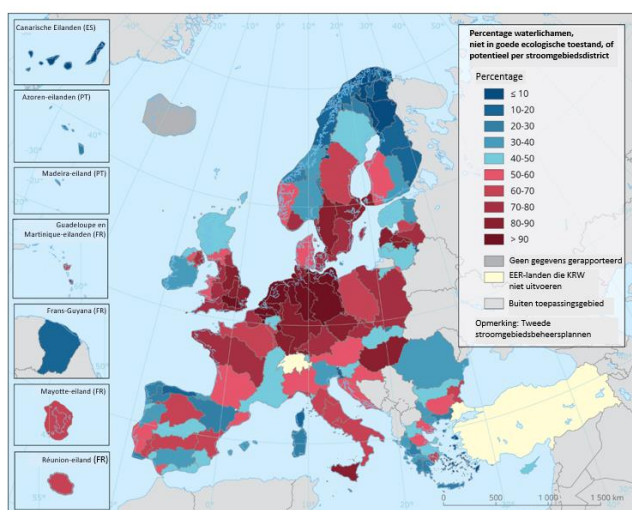 Canarische Eilanden (ES)
Azoren-eilanden (PT)
Madeira-eiland (PT)
Guadeloupe en
Martinique-eilanden (FR)
Frans-Guyana (FR)
Mayotte-eiland (FR)
Réunion-eiland (FR)
Percentage waterlichamen,
niet in goede ecologische toestand, of
potentieel per stroomgebiedsdistrict
Percentage
≤ 10
10-20
20-30
30-40
40-50
50-60
60-70
70-80
80-90
> 90
Geen gegevens gerapporteerd
EER-landen die KRW
niet uitvoeren
Buiten toepassingsgebied
Opmerking: Tweede
stroomgebiedsbeheersplannen
0 500 1 000 1 500 km